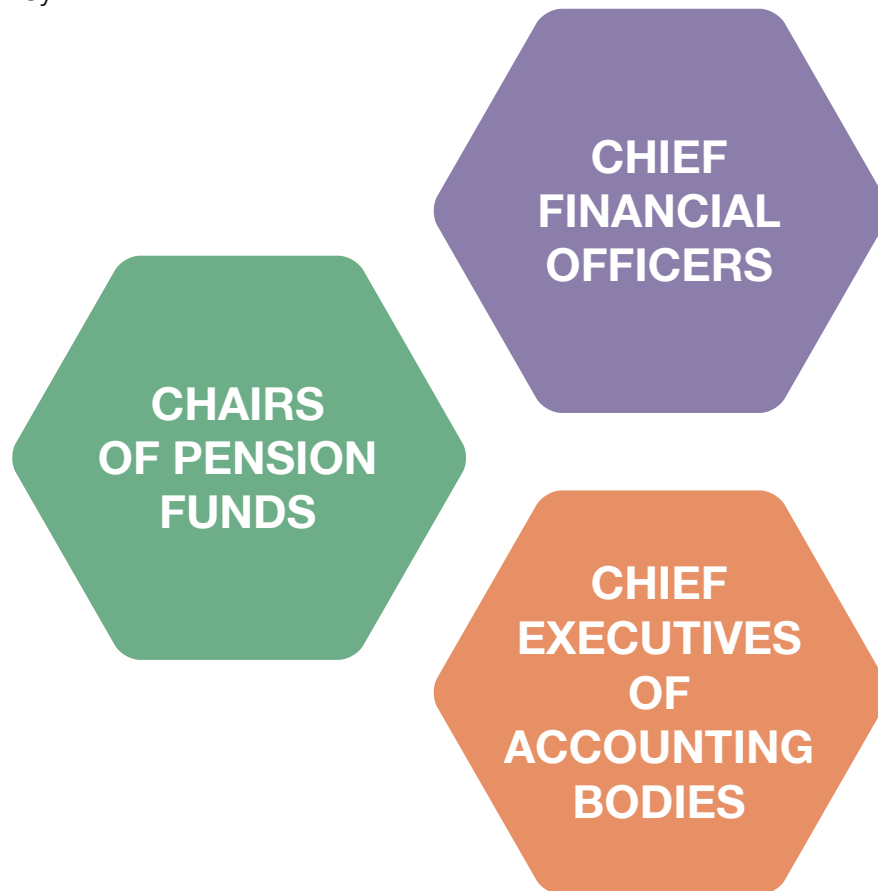 CHIEF
FINANCIAL
OFFICERS
CHAIRS
OF PENSION
FUNDS
CHIEF
EXECUTIVES
OF
ACCOUNTING
BODIES